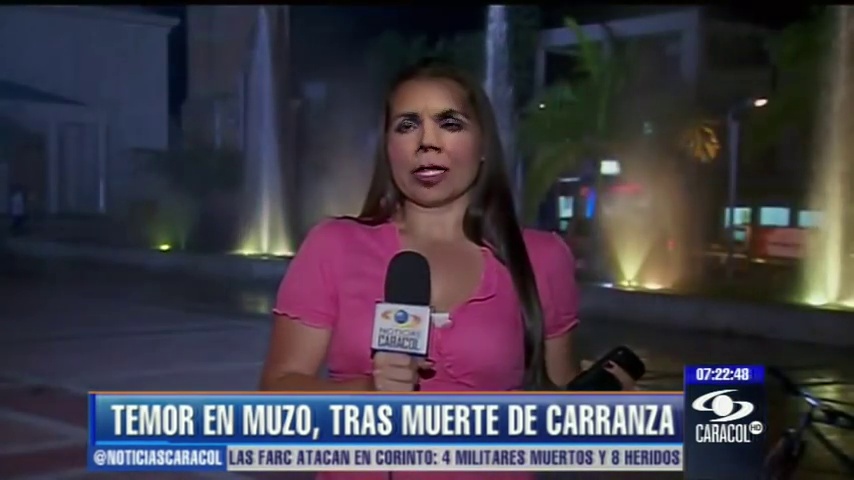 NOTICIAS
CARACOL
07:22:48
CARACOL HD
TEMOR EN MUZO, TRAS MUERTE DE CARRANZA
@NOTICIASCARACOL LAS FARC ATACAN EN CORINTO: 4 MILITARES MUERTOS Y 8 HERIDOS